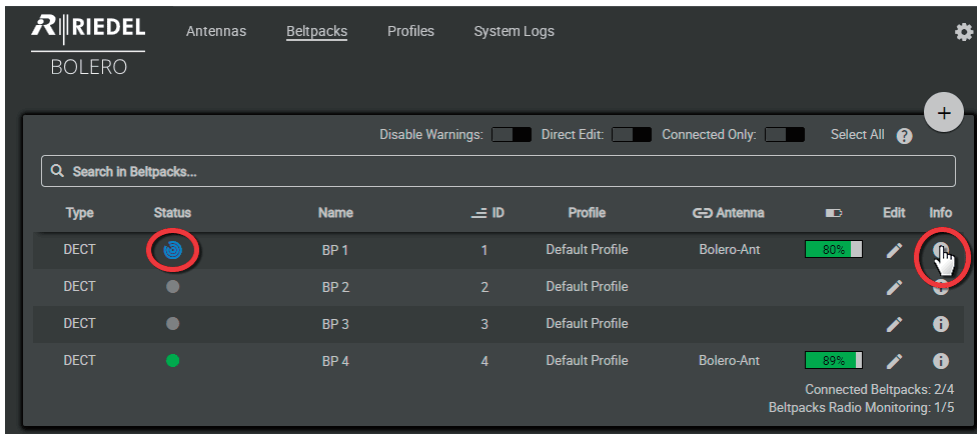 RIEDEL Antennas Beltpacks Profiles System Logs
BOLERO
+
Disable Warnings: Direct Edit: Connected Only: Select All ?
Search in Beltpacks...
Type Status Name ID Profile Antenna Edit Info
DECT BP 1 1 Default Profile Bolero-Ant 80%
DECT BP 2 2 Default Profile
DECT BP 3 3 Default Profile i
DECT BP 4 4 Default Profile Bolero-Ant 89% i
Connected Beltpacks: 2/4
Beltpacks Radio Monitoring: 1/5